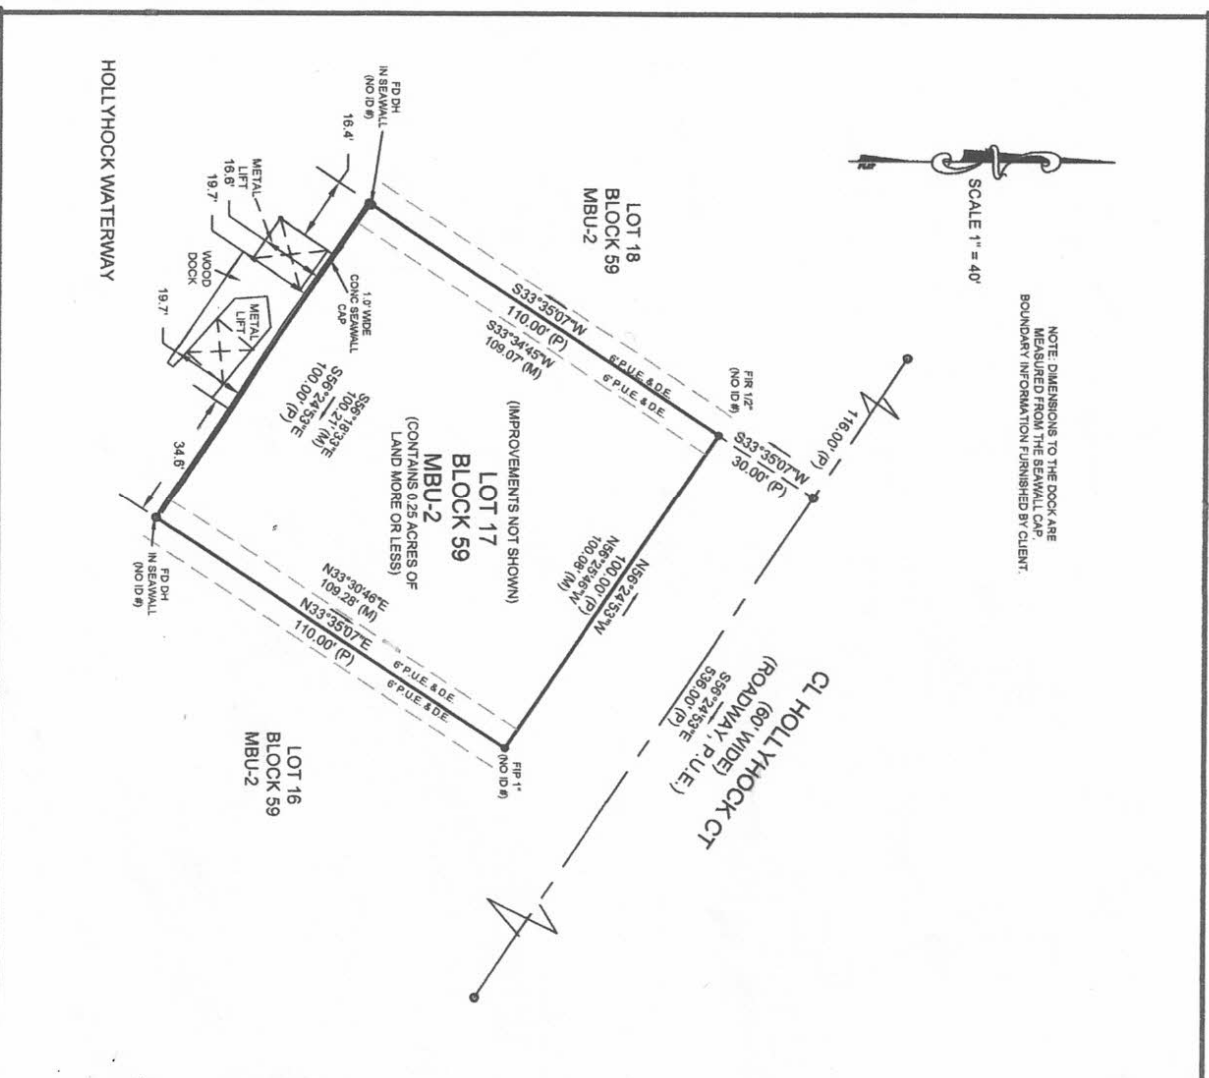 NOTE: DIMENSIONS TO THE DOCK ARE
MEASURED FROM THE SEAWALL CAP.
BOUNDARY INFORMATION FURNISHED BY CLIENT.
SCALE 1" = 40'
116.00' (P)
CL HOLLYHOCK CT
(60' WIDE)
(ROADWAY, P.U.E.)
S56°24'53"E
536.00' (P)
S33°35'07"W
30.00' (P)
FIR 1/2"
(NO ID #)
LOT 18
BLOCK 59
MBU-2
S33°35'07"W
110.00' (P)
S33°34'45"W
109.07' (M)
6' P.U.E. & D.E.
6' P.U.E. & D.E.
N56°24'53"W
100.00' (P)
N56°25'46"W
100.08' (M)
(IMPROVEMENTS NOT SHOWN)
LOT 17
BLOCK 59
MBU-2
(CONTAINS 0.25 ACRES OF
LAND MORE OR LESS)
FIP 1"
(NO ID #)
N33°30'46"E
109.28' (M)
N33°35'07"E
110.00' (P)
6' P.U.E. & D.E.
6' P.U.E. & D.E.
LOT 16
BLOCK 59
MBU-2
FD DH
IN SEAWALL
(NO ID #)
16.4'
1.0' WIDE
CONC SEAWALL
CAP
S56°18'33"E
100.21' (M)
S56°24'53"E
100.00' (P)
METAL
LIFT
16.6'
19.7'
WOOD
DOCK
METAL
LIFT
19.7'
34.6'
FD DH
IN SEAWALL
(NO ID #)
HOLLYHOCK WATERWAY